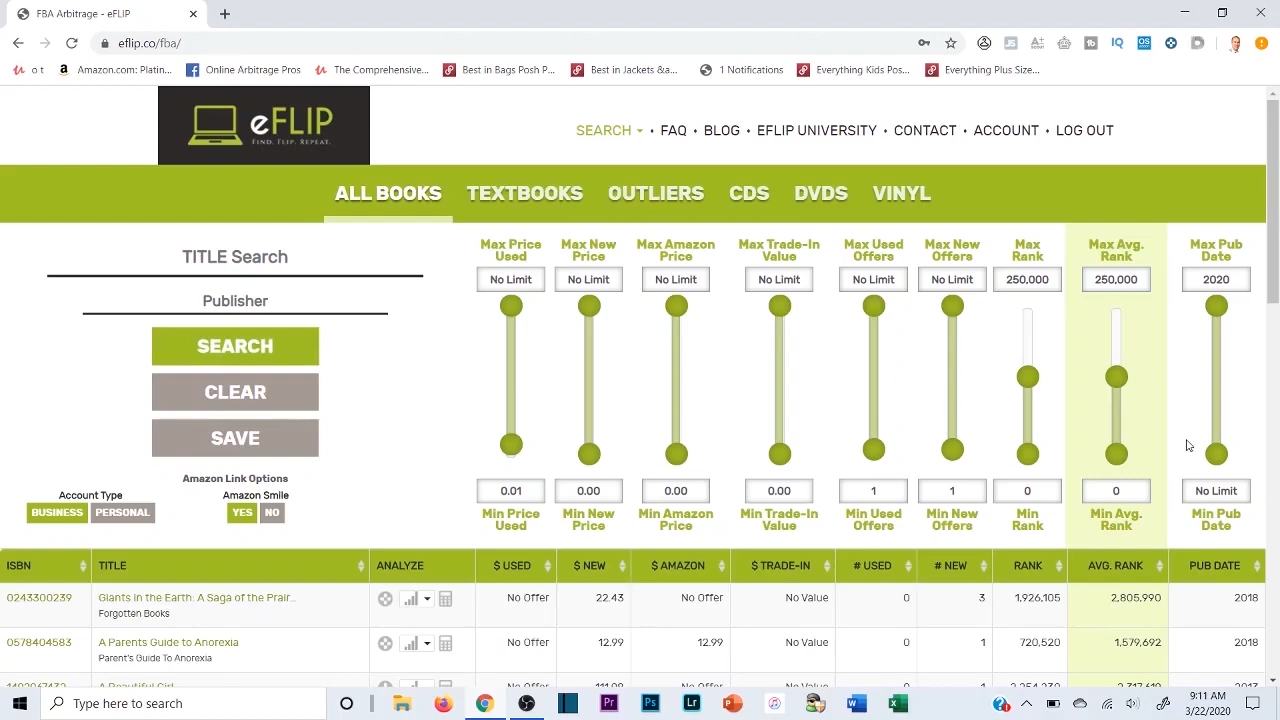 FBA Arbitrage - eFLIP
eflip.co/fba/
o t
Amazon.com: Platin...
Online Arbitrage Pros
The Comprehensive...
Best in Bags Posh P...
Best in Jackets &a...
1 Notifications
Everything Kids Pos...
Everything Plus Size...
eFLIP
FIND. FLIP. REPEAT.
SEARCH • FAQ • BLOG • EFLIP UNIVERSITY • CONTACT • ACCOUNT • LOG OUT
ALL BOOKS TEXTBOOKS OUTLIERS CDS DVDS VINYL
TITLE Search
Publisher
SEARCH
CLEAR
SAVE
Amazon Link Options
Account Type Amazon Smile
BUSINESS PERSONAL YES NO
Max Price Used Max New Price Max Amazon Price Max Trade-In Value Max Used Offers Max New Offers Max Rank Max Avg. Rank Max Pub Date
No Limit No Limit No Limit No Limit No Limit No Limit 250,000 250,000 2020
0.01 0.00 0.00 0.00 1 1 0 0 No Limit
Min Price Used Min New Price Min Amazon Price Min Trade-In Value Min Used Offers Min New Offers Min Rank Min Avg. Rank Min Pub Date
ISBN TITLE ANALYZE $ USED $ NEW $ AMAZON $ TRADE-IN # USED # NEW RANK AVG. RANK PUB DATE
0243300239 Giants in the Earth: A Saga of the Prair... No Offer 22.43 No Offer No Value 0 3 1,926,105 2,805,990 2018
Forgotten Books
0578404583 A Parents Guide to Anorexia No Offer 12.99 12.99 No Value 0 1 720,520 1,579,692 2018
Parent's Guide To Anorexia
A Beautiful Girl
Type here to search
9:11 AM
3/22/2020